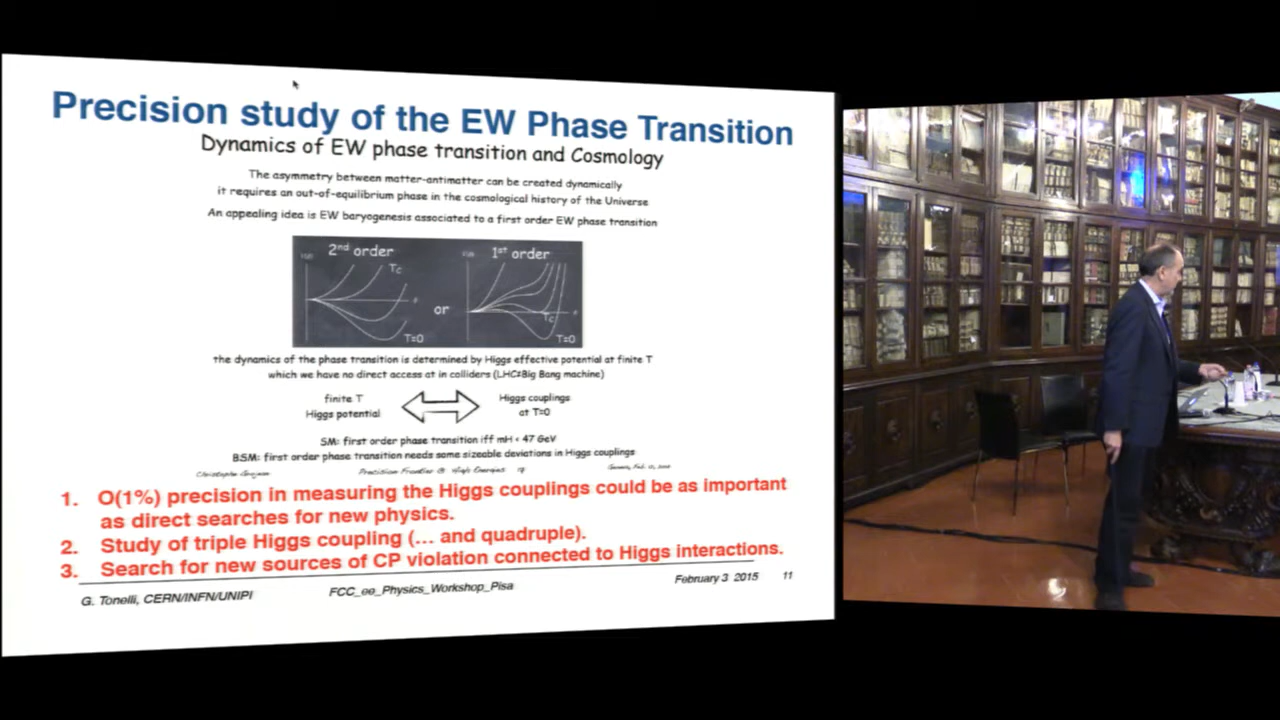 Precision study of the EW Phase Transition
Dynamics of EW phase transition and Cosmology
The asymmetry between matter-antimatter can be created dynamically
it requires an out-of-equilibrium phase in the cosmological history of the Universe
An appealing idea is EW baryogenesis associated to a first order EW phase transition
2nd order
1st order
Tc
or
Tc
T=0
T=0
the dynamics of the phase transition is determined by Higgs effective potential at finite T
which we have no direct access at in colliders (LHC≠Big Bang machine)
finite T
Higgs potential
Higgs couplings
at T=0
SM: first order phase transition iff mH < 47 GeV
BSM: first order phase transition needs some sizeable deviations in Higgs couplings
Christophe Grojean
Precision Frontier @ High Energies
1. O(1%) precision in measuring the Higgs couplings could be as important
as direct searches for new physics.
2. Study of triple Higgs coupling (... and quadruple).
3. Search for new sources of CP violation connected to Higgs interactions.
G. Tonelli, CERN/INFN/UNIPI
FCC_ee_Physics_Workshop_Pisa
February 3 2015
11